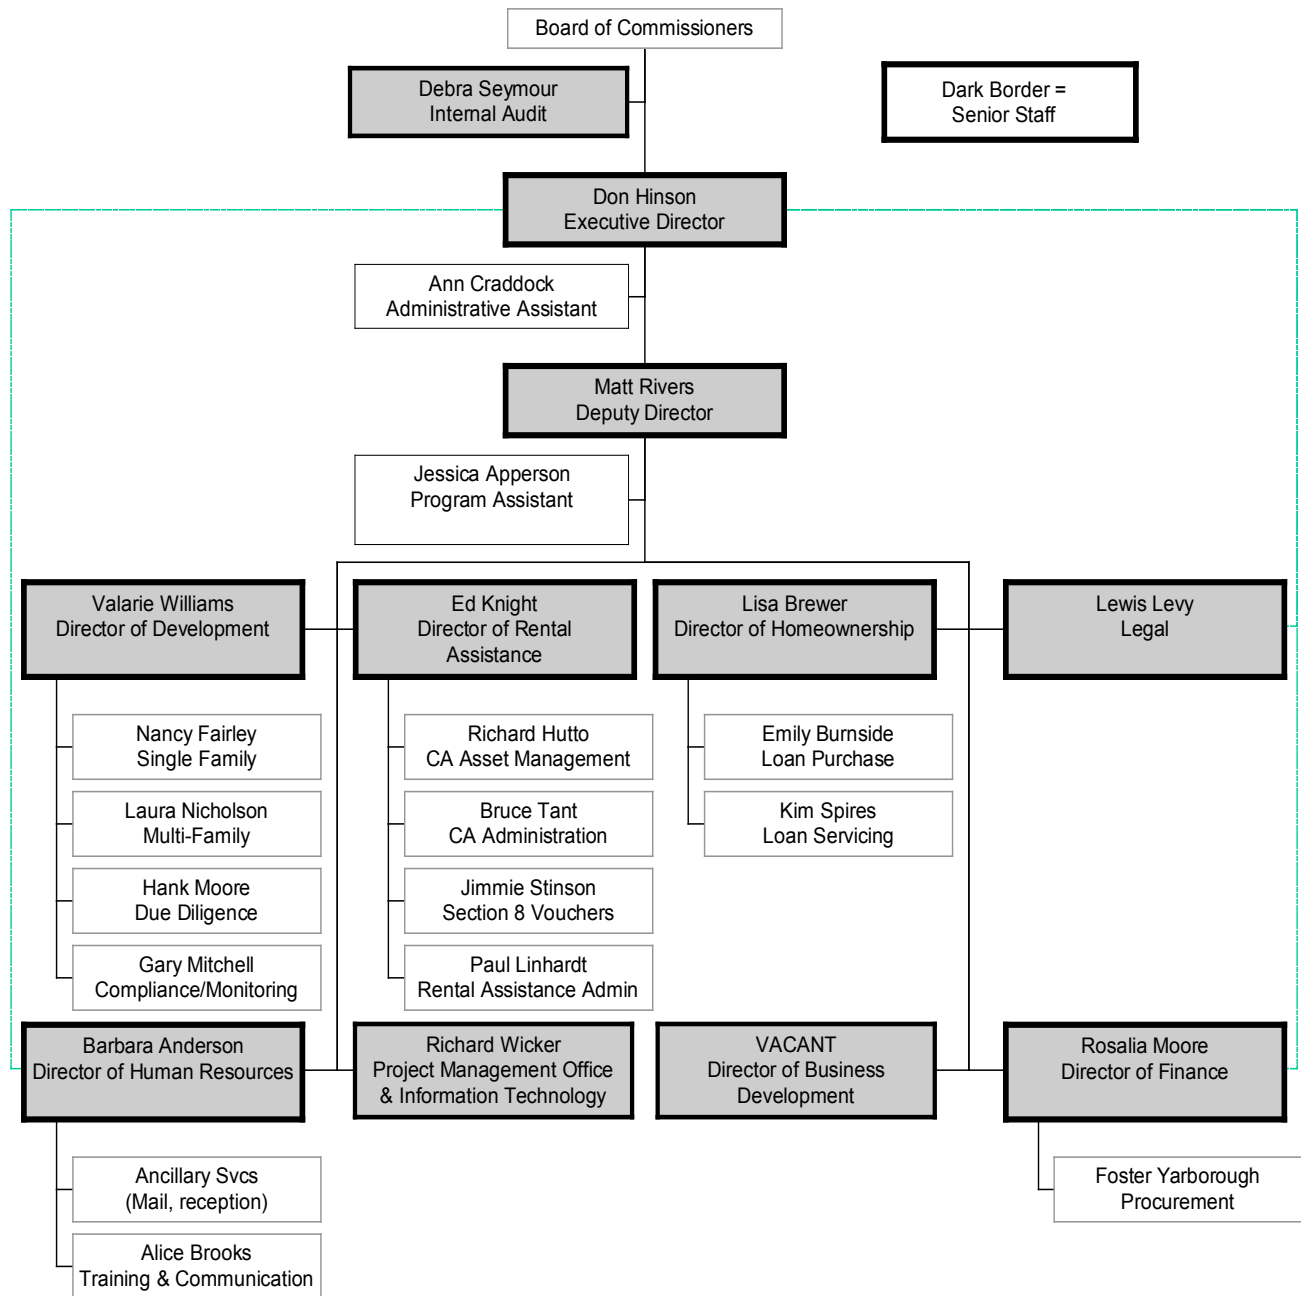 Board of Commissioners
Debra Seymour
Internal Audit
Dark Border =
Senior Staff
Don Hinson
Executive Director
Ann Craddock
Administrative Assistant
Matt Rivers
Deputy Director
Jessica Apperson
Program Assistant
Valarie Williams
Director of Development
Ed Knight
Director of Rental
Assistance
Lisa Brewer
Director of Homeownership
Lewis Levy
Legal
Nancy Fairley
Single Family
Laura Nicholson
Multi-Family
Hank Moore
Due Diligence
Gary Mitchell
Compliance/Monitoring
Richard Hutto
CA Asset Management
Bruce Tant
CA Administration
Jimmie Stinson
Section 8 Vouchers
Paul Linhardt
Rental Assistance Admin
Emily Burnside
Loan Purchase
Kim Spires
Loan Servicing
Barbara Anderson
Director of Human Resources
Richard Wicker
Project Management Office
& Information Technology
VACANT
Director of Business
Development
Rosalia Moore
Director of Finance
Ancillary Svcs
(Mail, reception)
Alice Brooks
Training & Communication
Foster Yarborough
Procurement